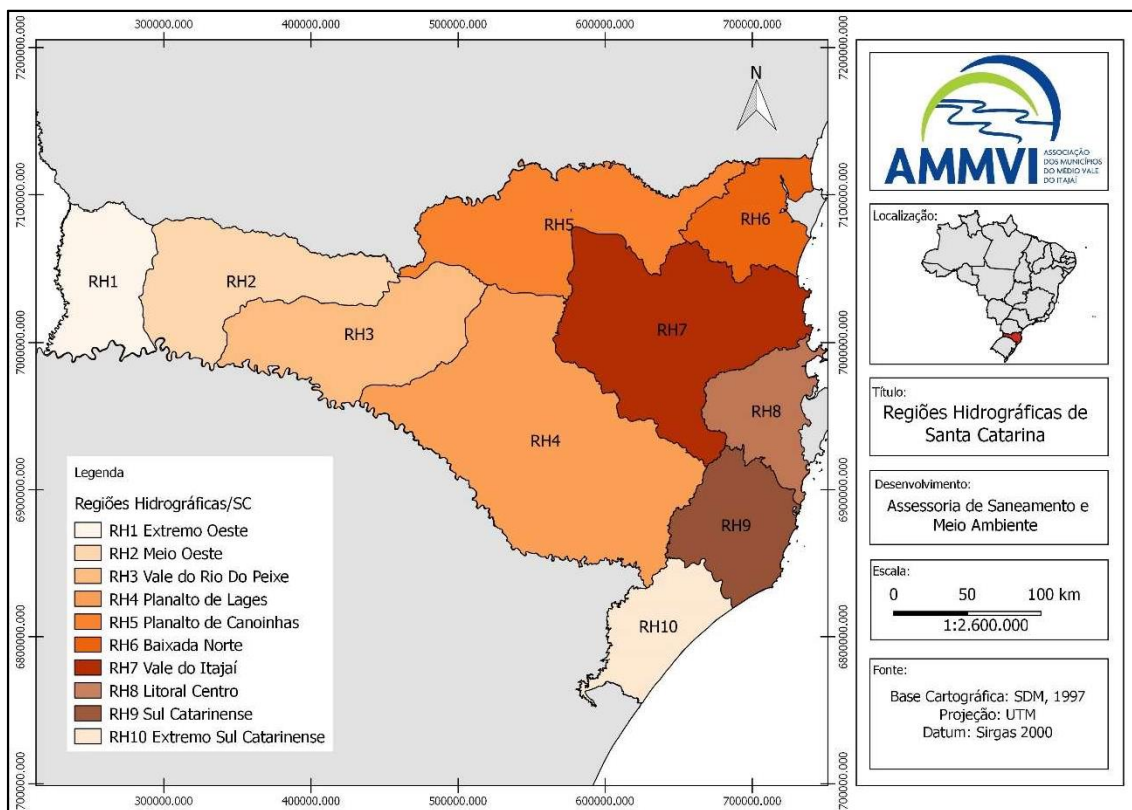 300000.000 400000.000 500000.000 600000.000 700000.000
7200000.000 7200000.000
7100000.000 7100000.000
7000000.000 7000000.000
6900000.000 6900000.000
6800000.000 6800000.000
6700000.000 6700000.000
300000.000 400000.000 500000.000 600000.000 700000.000
N
RH1
RH2
RH3
RH4
RH5
RH6
RH7
RH8
RH9
RH10
Legenda
Regiões Hidrográficas/SC
RH1 Extremo Oeste
RH2 Meio Oeste
RH3 Vale do Rio Do Peixe
RH4 Planalto de Lages
RH5 Planalto de Canoinhas
RH6 Baixada Norte
RH7 Vale do Itajaí
RH8 Litoral Centro
RH9 Sul Catarinense
RH10 Extremo Sul Catarinense
AMMVI
ASSOCIAÇÃO
DOS MUNICÍPIOS
DO MÉDIO VALE
DO ITAJAÍ
Localização:
Título:
Regiões Hidrográficas de
Santa Catarina
Desenvolvimento:
Assessoria de Saneamento e
Meio Ambiente
Escala:
0 50 100 km
1:2.600.000
Fonte:
Base Cartográfica: SDM, 1997
Projeção: UTM
Datum: Sirgas 2000